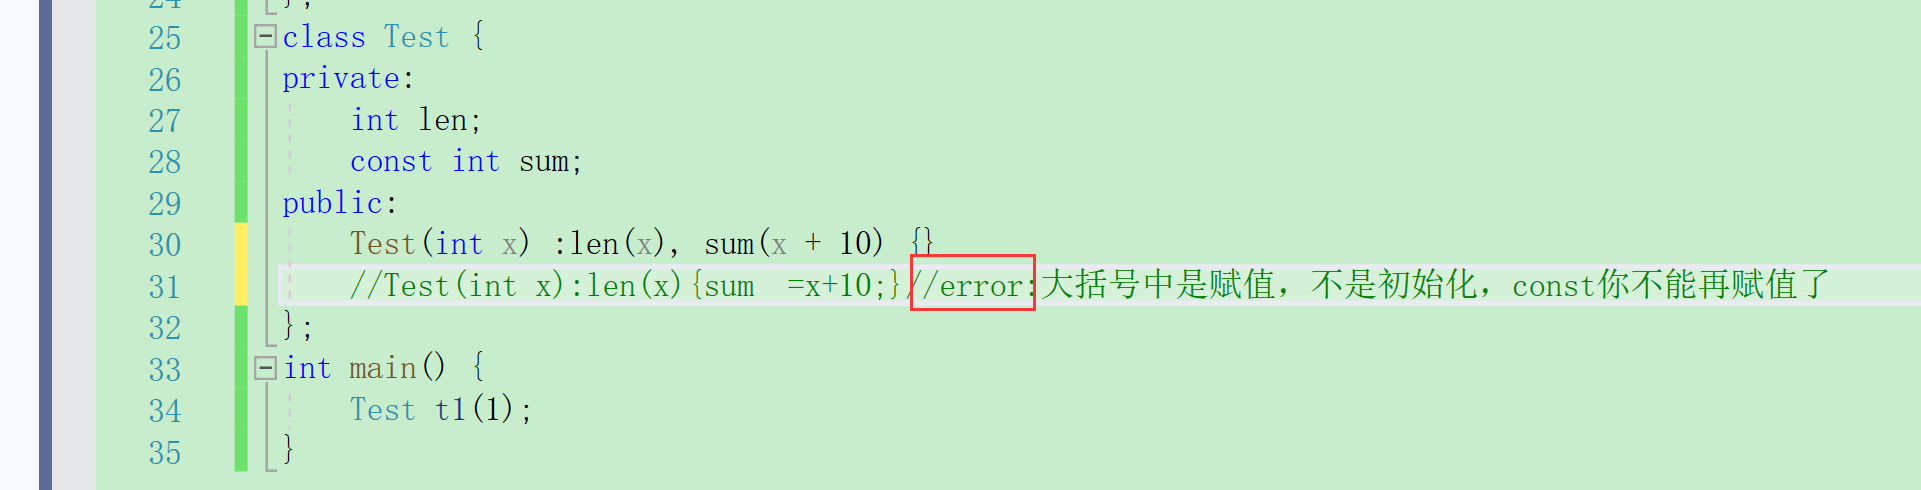 24 };
25 class Test {
26 private:
27 int len;
28 const int sum;
29 public:
30 Test(int x) :len(x), sum(x + 10) {}
31 //Test(int x):len(x){sum  =x+10;}//error:大括号中是赋值，不是初始化，const你不能再赋值了
32 };
33 int main() {
34 Test t1(1);
35 }